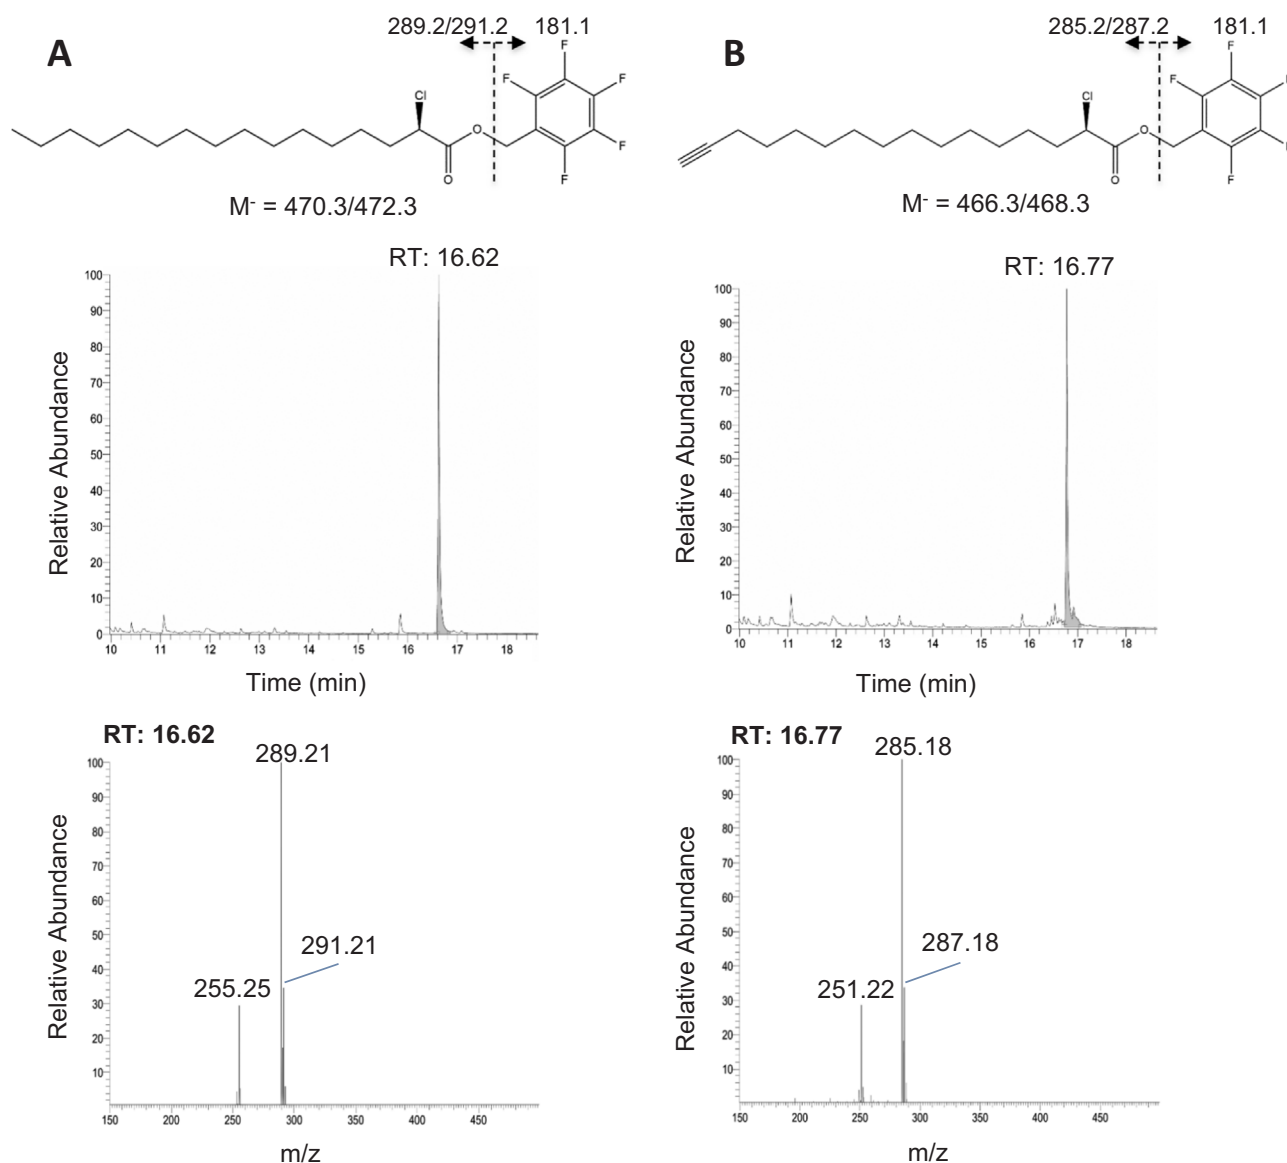 289.2/291.2 181.1
A
F
F
F
F
F
Cl
O
O
M- = 470.3/472.3
RT: 16.62
Relative Abundance
100
90
80
70
60
50
40
30
20
10
0
10 11 12 13 14 15 16 17 18
Time (min)
RT: 16.62
289.21
291.21
255.25
Relative Abundance
100
90
80
70
60
50
40
30
20
10
150 200 250 300 350 400 450
m/z
285.2/287.2 181.1
B
F
F
F
F
F
Cl
O
O
M- = 466.3/468.3
RT: 16.77
Relative Abundance
100
90
80
70
60
50
40
30
20
10
0
10 11 12 13 14 15 16 17 18
Time (min)
RT: 16.77
285.18
287.18
251.22
Relative Abundance
100
90
80
70
60
50
40
30
20
10
150 200 250 300 350 400 450
m/z